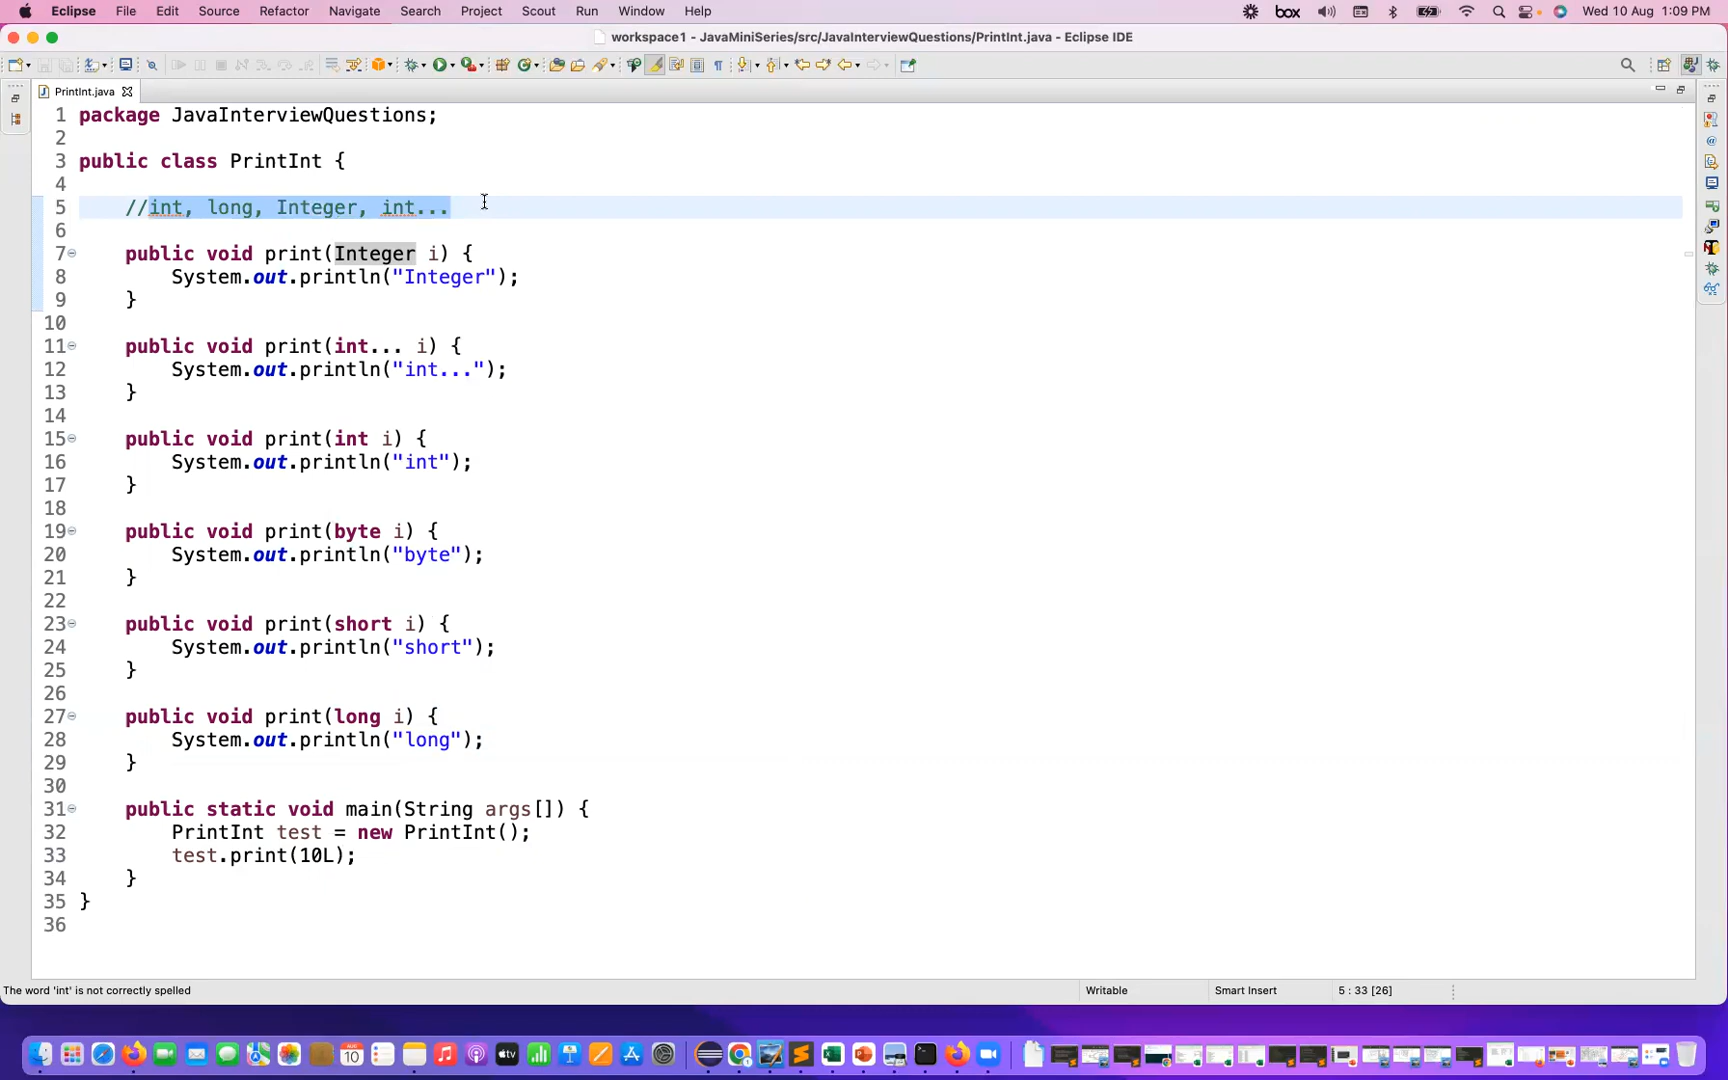 Eclipse File Edit Source Refactor Navigate Search Project Scout Run Window Help box Wed 10 Aug 1:09 PM
workspace1 - JavaMiniSeries/src/JavaInterviewQuestions/PrintInt.java - Eclipse IDE
PrintInt.java
1 package JavaInterviewQuestions;
2
3 public class PrintInt {
4
5 //int, long, Integer, int...
6
7 public void print(Integer i) {
8 System.out.println("Integer");
9 }
10
11 public void print(int... i) {
12 System.out.println("int...");
13 }
14
15 public void print(int i) {
16 System.out.println("int");
17 }
18
19 public void print(byte i) {
20 System.out.println("byte");
21 }
22
23 public void print(short i) {
24 System.out.println("short");
25 }
26
27 public void print(long i) {
28 System.out.println("long");
29 }
30
31 public static void main(String args[]) {
32 PrintInt test = new PrintInt();
33 test.print(10L);
34 }
35 }
36
The word 'int' is not correctly spelled Writable Smart Insert 5 : 33 [26]